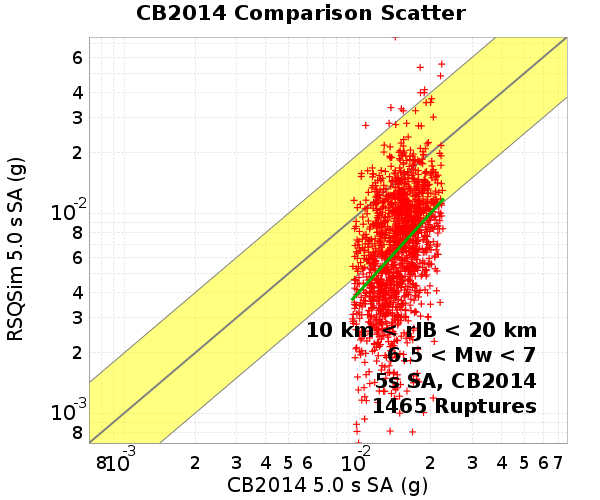 CB2014 Comparison Scatter
6
4
3
2
10-2
8
6
4
3
2
10-3
8
RSQSim 5.0 s SA (g)
10 km < rJB < 20 km
6.5 < Mw < 7
5s SA, CB2014
1465 Ruptures
8 10-3 2 3 4 5 6 8 10-2 2 3 4 5 6 7
CB2014 5.0 s SA (g)